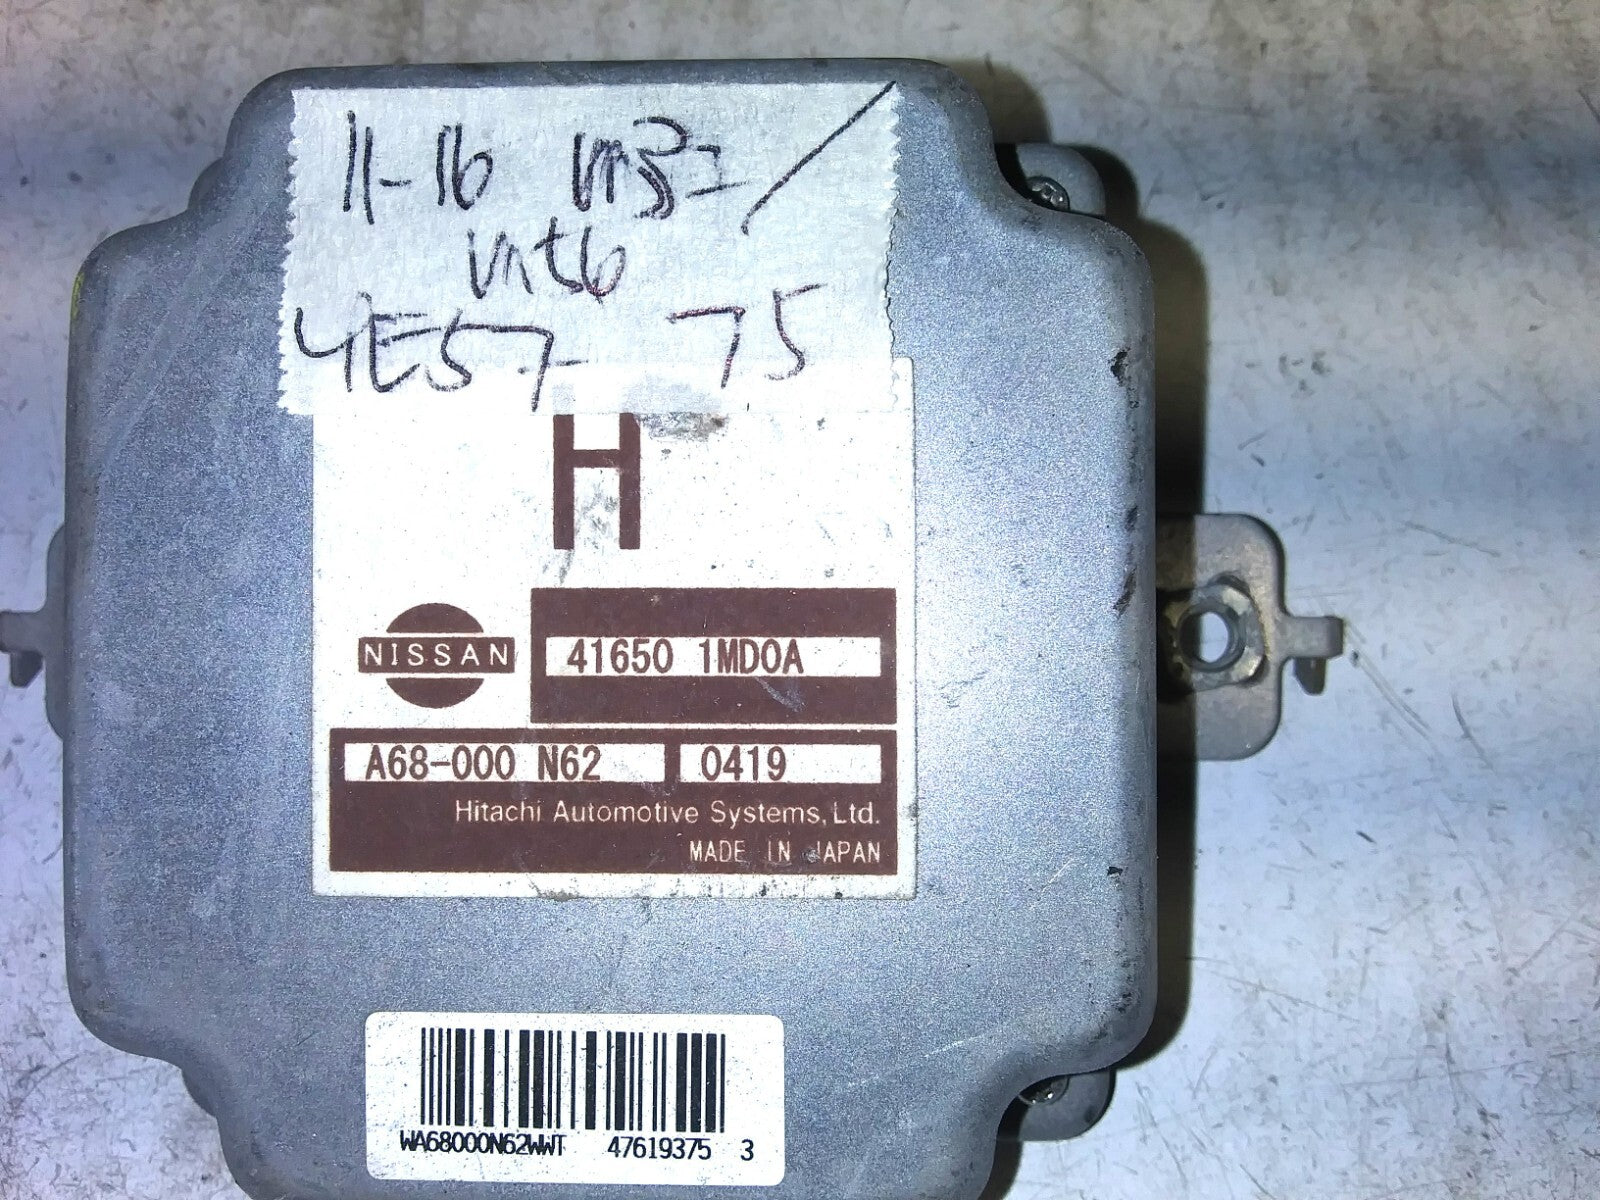 11-16
4E57 75
H
NISSAN
41650 1MD0A
A68-000 N62 0419
Hitachi Automotive Systems, Ltd.
MADE IN JAPAN
WA68000N62WWT 47619375 3